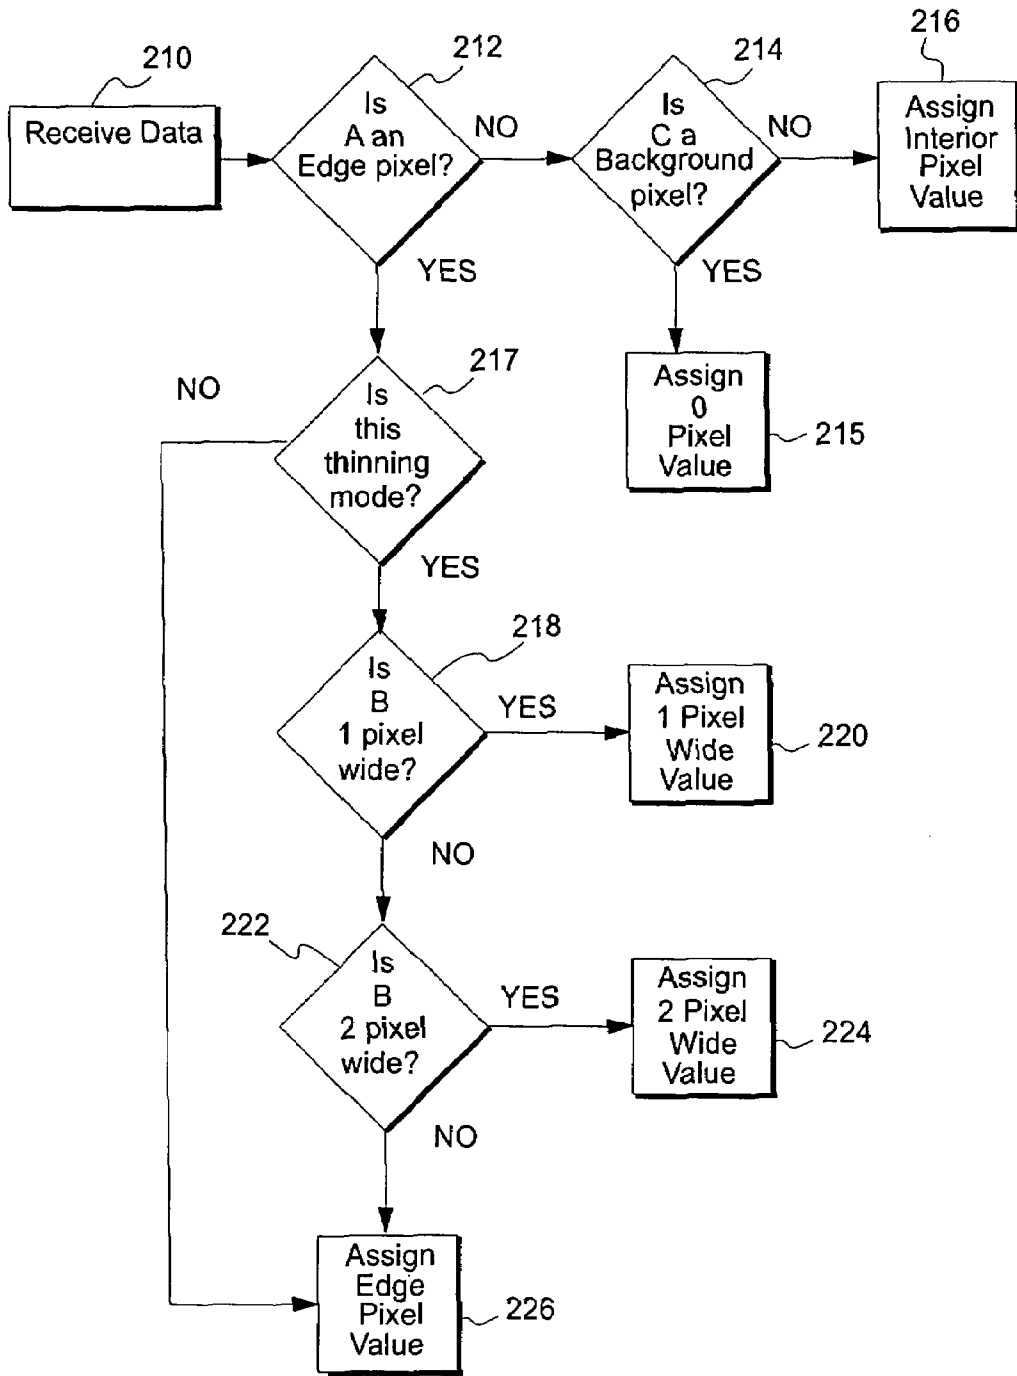 210
Receive Data
212
Is
A an
Edge pixel?
NO
214
Is
C a
Background
pixel?
NO
216
Assign
Interior
Pixel
Value
YES
YES
Assign
0
Pixel
Value
215
217
NO
Is
this
thinning
mode?
YES
218
Is
B
1 pixel
wide?
YES
Assign
1 Pixel
Wide
Value
220
NO
222
Is
B
2 pixel
wide?
YES
Assign
2 Pixel
Wide
Value
224
NO
Assign
Edge
Pixel
Value
226